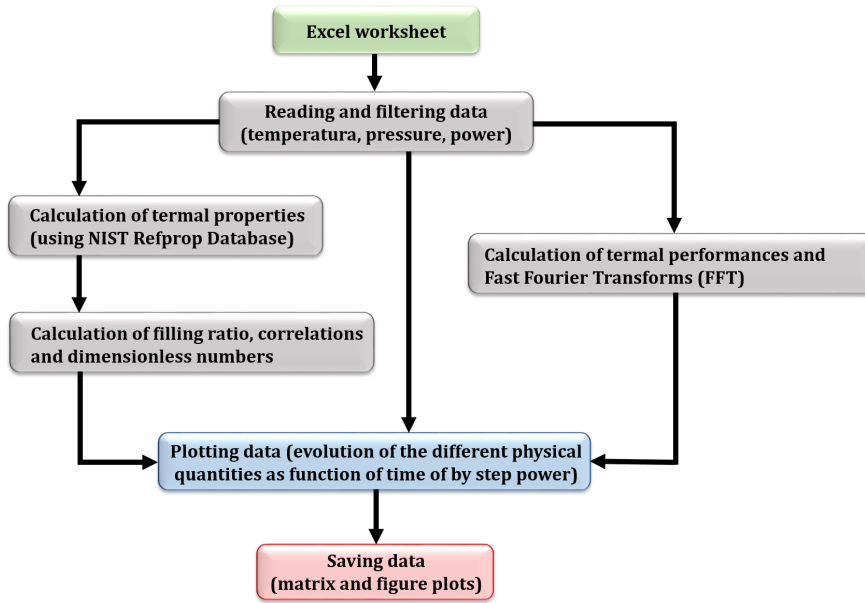 Excel worksheet
Reading and filtering data
(temperatura, pressure, power)
Calculation of termal properties
(using NIST Refprop Database)
Calculation of termal performances and
Fast Fourier Transforms (FFT)
Calculation of filling ratio, correlations
and dimensionless numbers
Plotting data (evolution of the different physical
quantities as function of time of by step power)
Saving data
(matrix and figure plots)